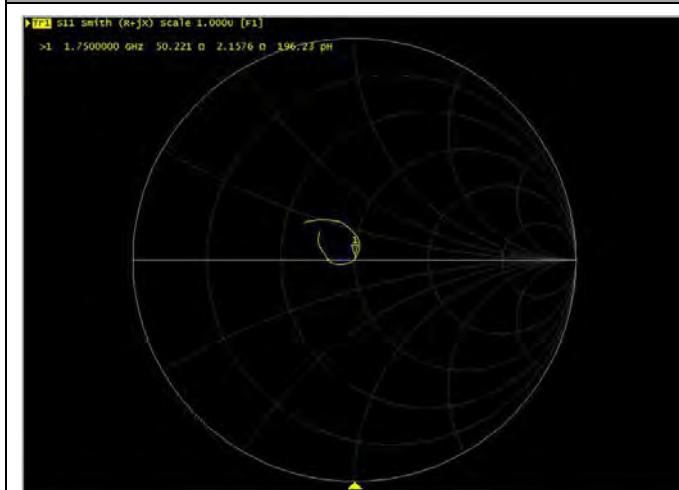 Tr1 S11 Smith (R+jX) Scale 1.000U [F1]
>1 1.7500000 GHz 50.221 Ω 2.1576 Ω 196.23 pH
1